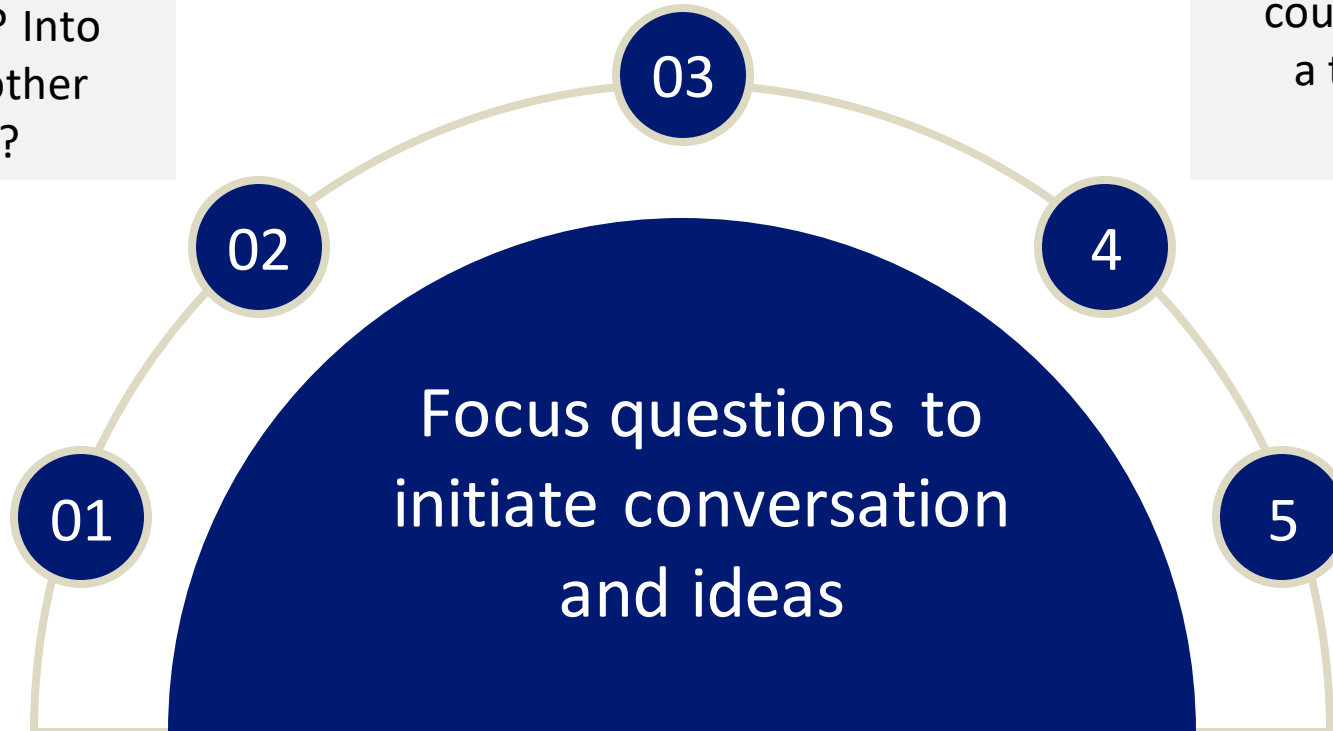 ? Into
other
?
cou
a t
03
02
4
01
5
Focus questions to
initiate conversation
and ideas